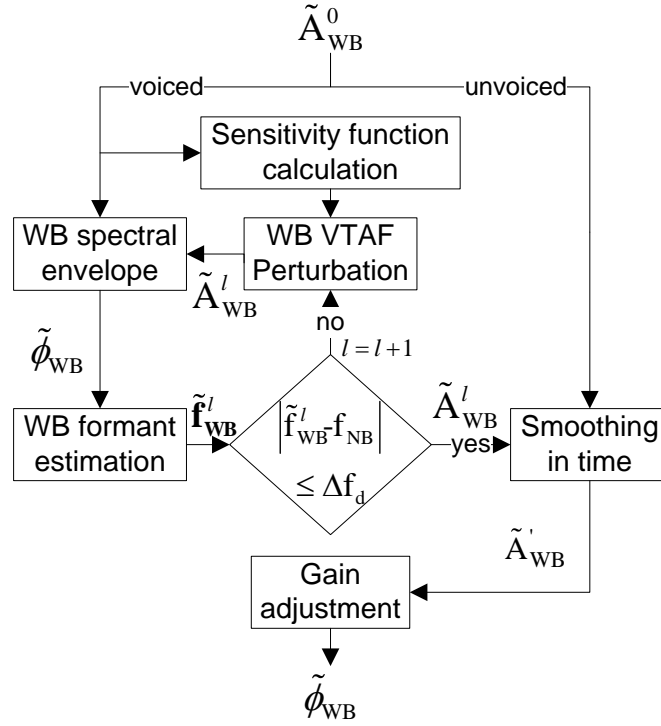 Ã⁰_WB
voiced
unvoiced
Sensitivity function
calculation
WB spectral
envelope
WB VTAF
Perturbation
Ã^l_WB
no
l = l + 1
ϕ̃_WB
WB formant
estimation
f̃^l_WB
|f̃^l_WB-f_NB|
≤ Δf_d
Ã^l_WB
yes
Smoothing
in time
Ã'_WB
Gain
adjustment
ϕ̃_WB